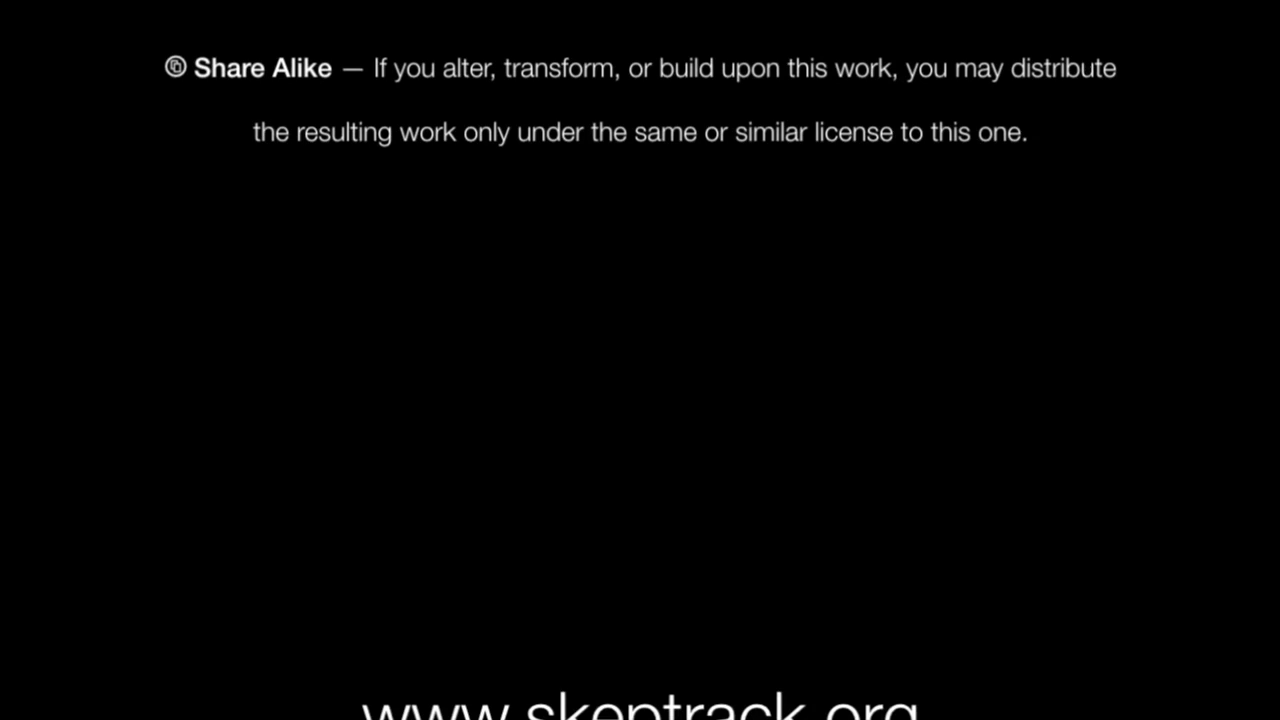 Share Alike — If you alter, transform, or build upon this work, you may distribute
the resulting work only under the same or similar license to this one.
www.skeptrack.org